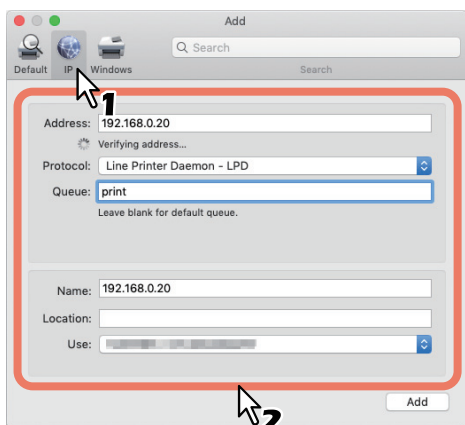 Add
Search
Default IP Windows Search
1
Address: 192.168.0.20
Verifying address...
Protocol: Line Printer Daemon - LPD
Queue: print
Leave blank for default queue.
Name: 192.168.0.20
Location:
Use:
Add
2